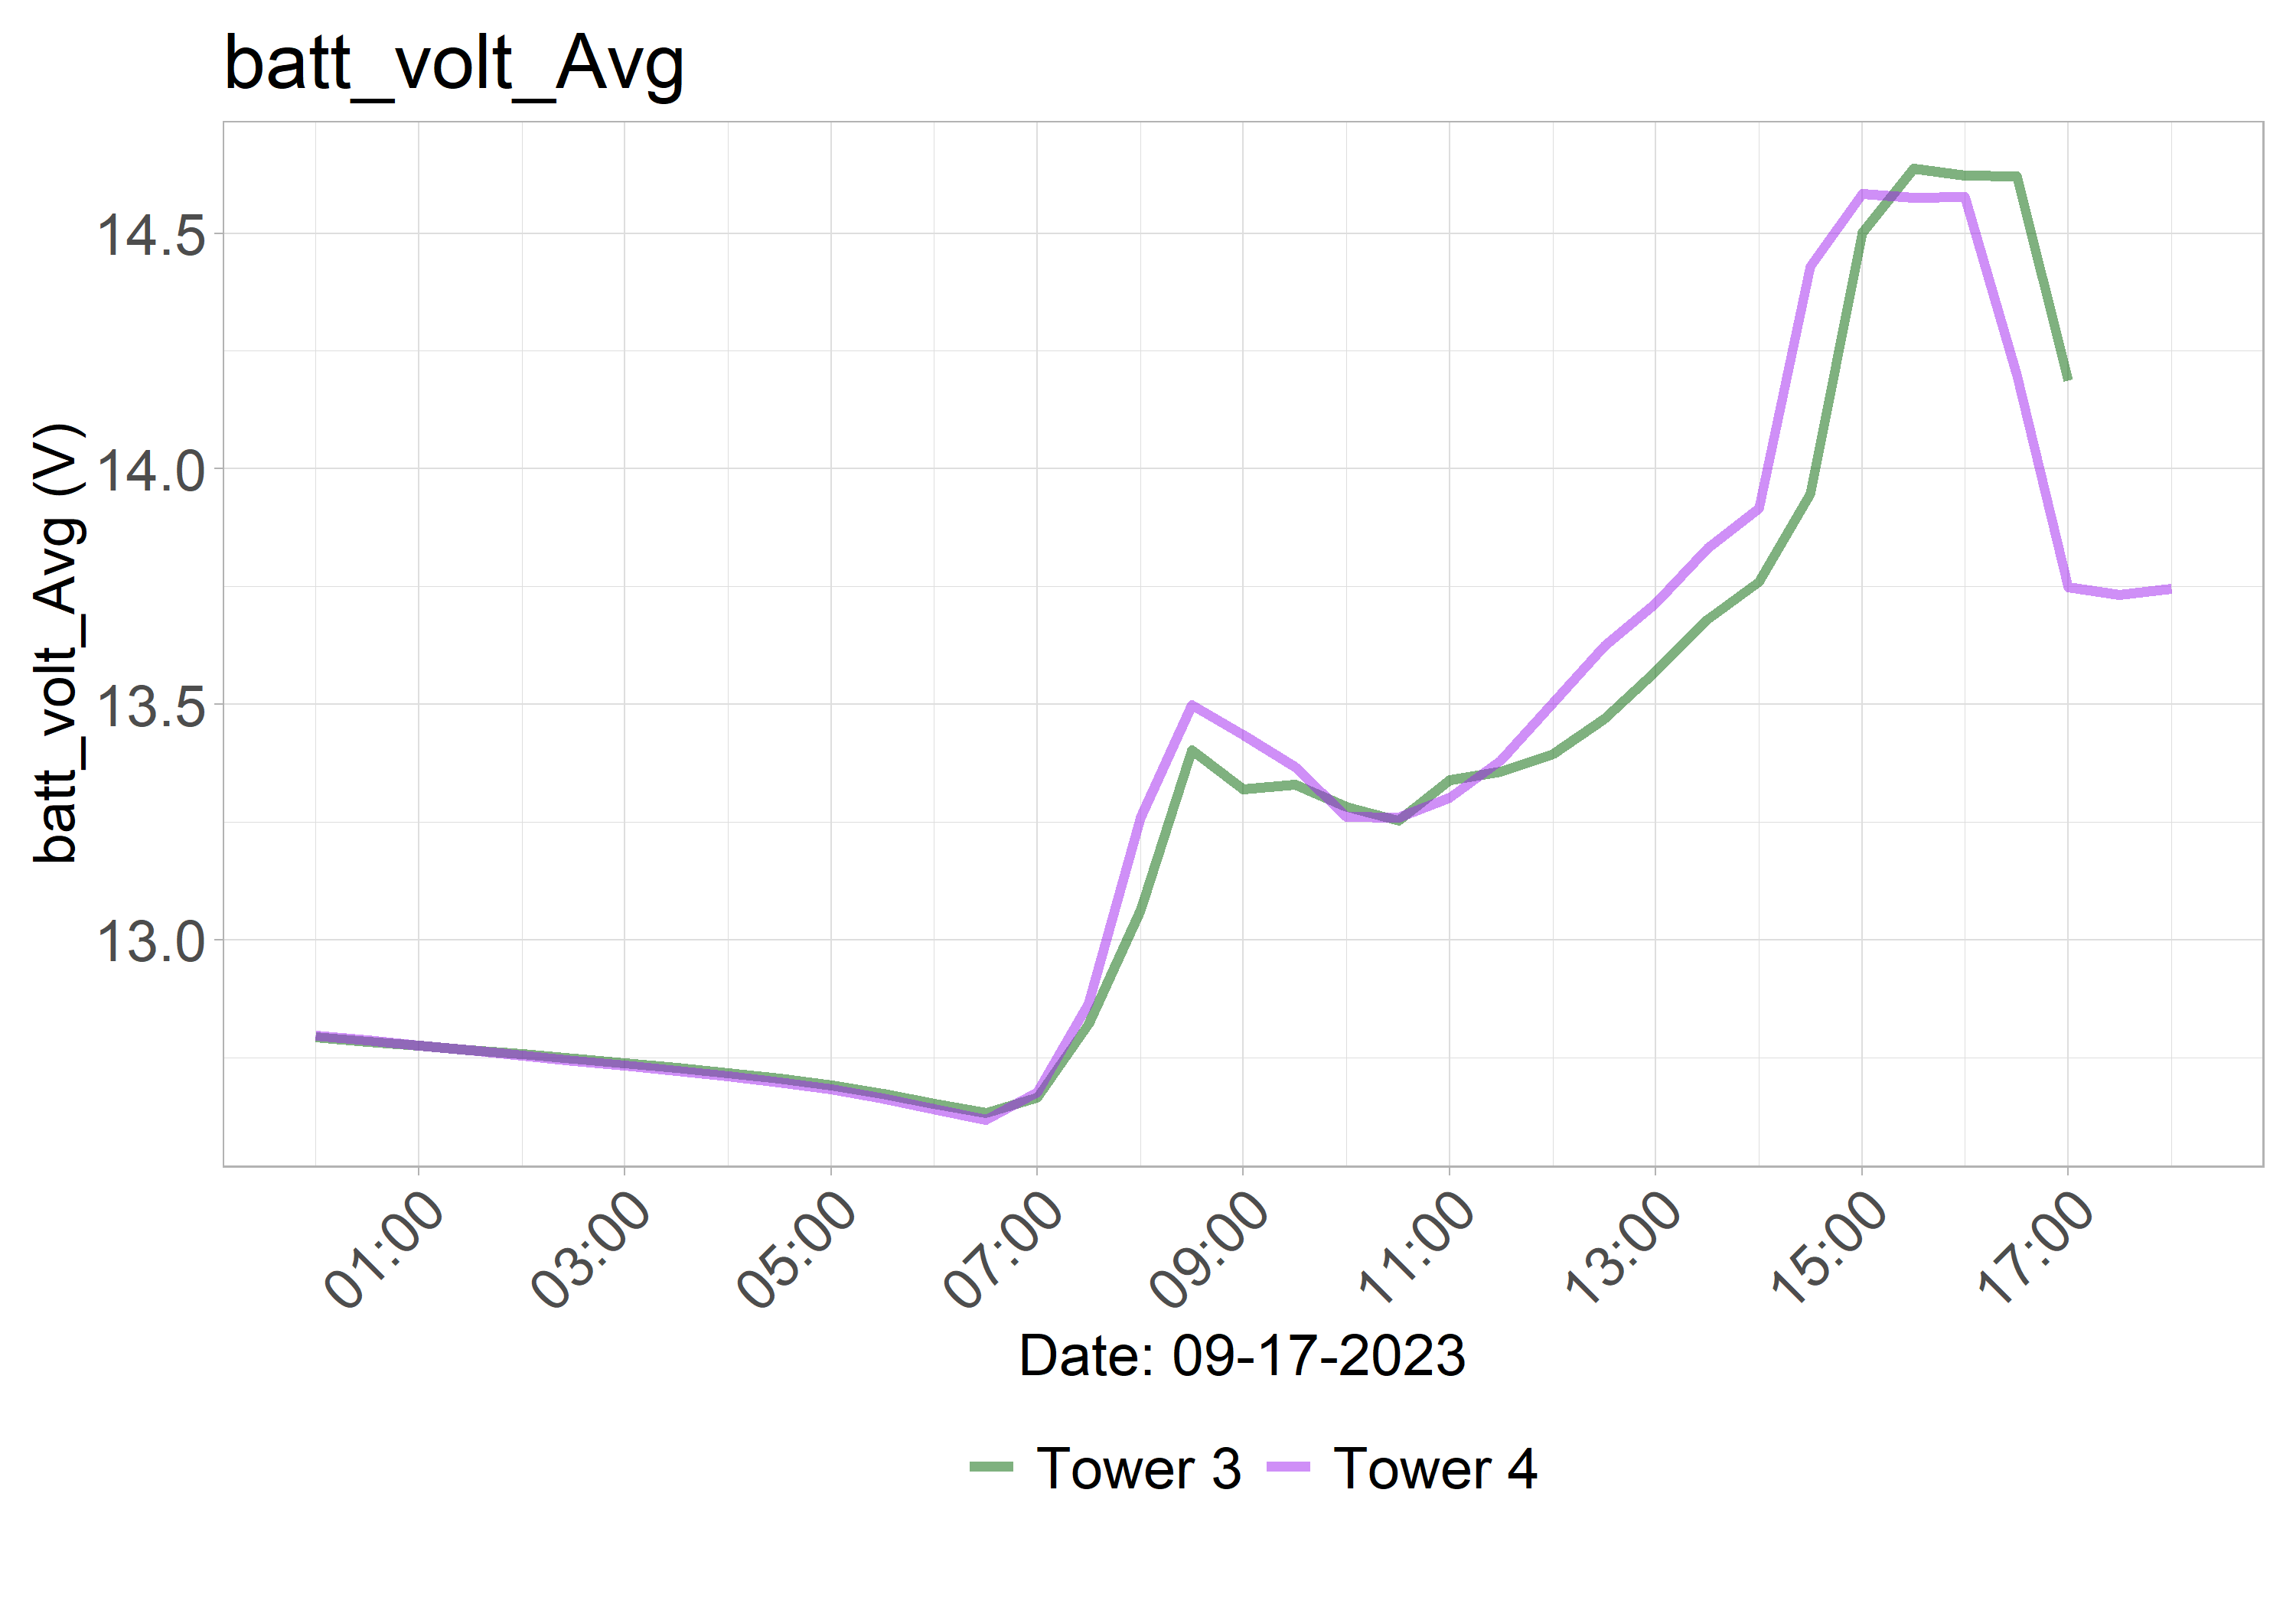 batt_volt_Avg
batt_volt_Avg (V)
14.5
14.0
13.5
13.0
01:00 03:00 05:00 07:00 09:00 11:00 13:00 15:00 17:00
Date: 09-17-2023
Tower 3 Tower 4